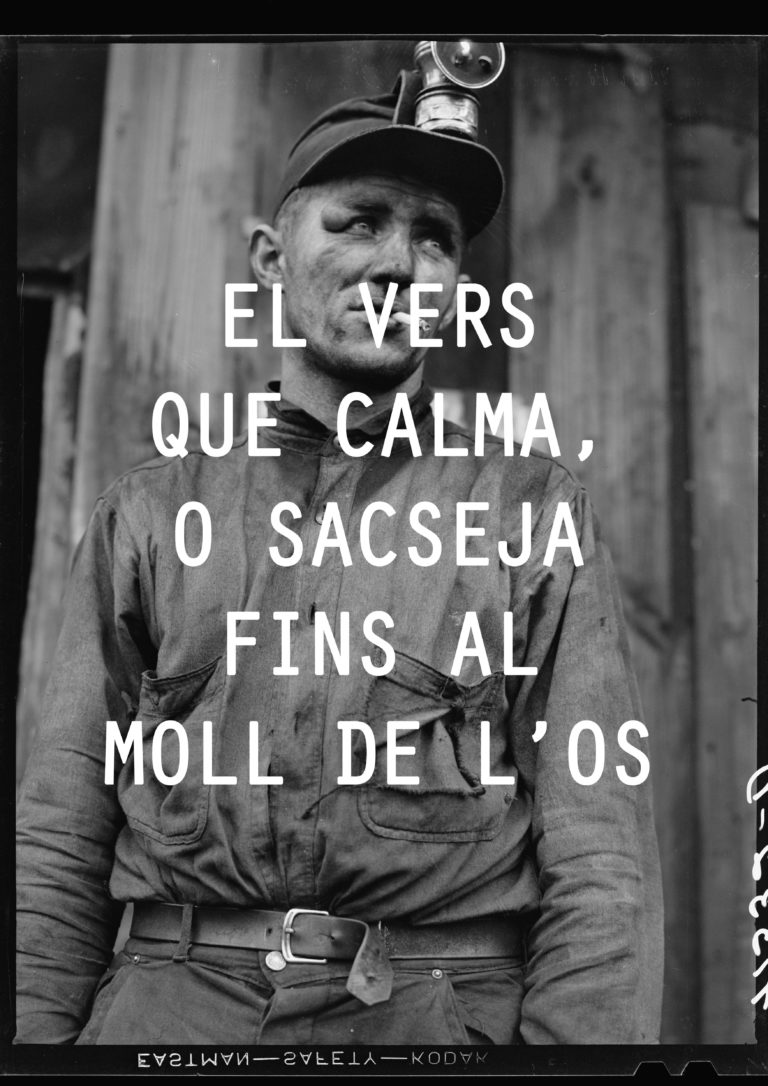 EL VERS
QUE CALMA,
O SACSEJA
FINS AL
MOLL DE L'OS
EASTMAN—SAFETY—KODAK